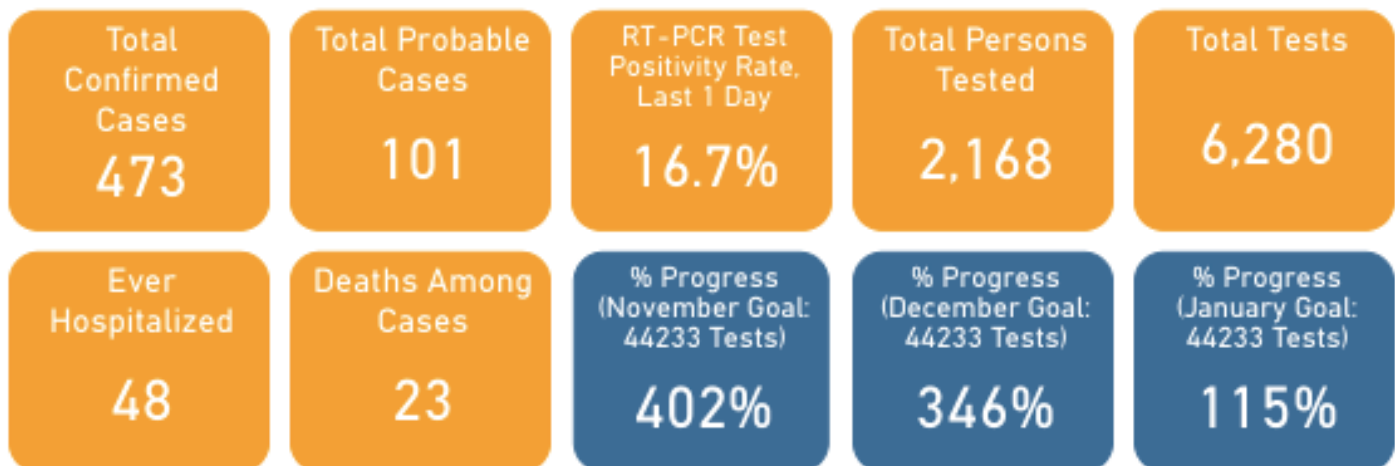 Total
Confirmed
Cases
473
Total Probable
Cases
101
RT-PCR Test
Positivity Rate,
Last 1 Day
16.7%
Total Persons
Tested
2,168
Total Tests
6,280
Ever
Hospitalized
48
Deaths Among
Cases
23
% Progress
(November Goal:
44233 Tests)
402%
% Progress
(December Goal:
44233 Tests)
346%
% Progress
(January Goal:
44233 Tests)
115%